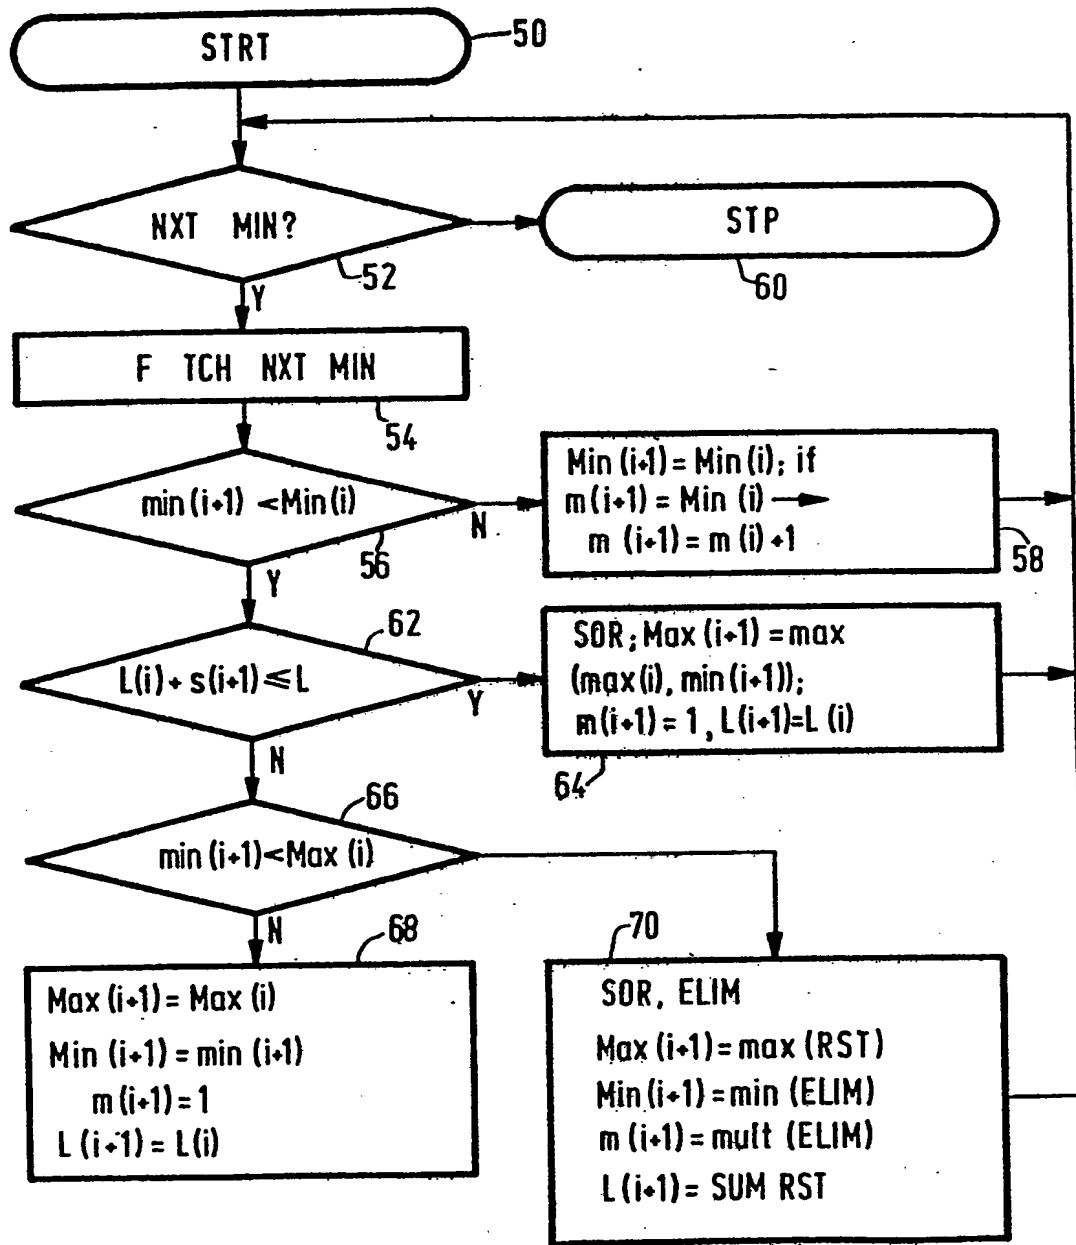 STRT
50
NXT MIN?
52
Y
STP
60
F TCH NXT MIN
54
min (i+1) < Min(i)
56
N
Y
Min (i+1) = Min(i); if
m(i+1) = Min (i) →
m (i+1) = m(i)+1
58
L(i) + s(i+1) ≤ L
62
Y
N
SOR; Max (i+1) = max
(max(i), min(i+1));
m(i+1) = 1, L(i+1)=L(i)
64
min (i+1) < Max (i)
66
N
Max (i+1) = Max (i)
Min (i+1) = min (i+1)
m(i+1) = 1
L (i+1) = L(i)
68
70
SOR, ELIM
Max (i+1) = max (RST)
Min (i+1) = min (ELIM)
m (i+1) = mult (ELIM)
L(i+1) = SUM RST